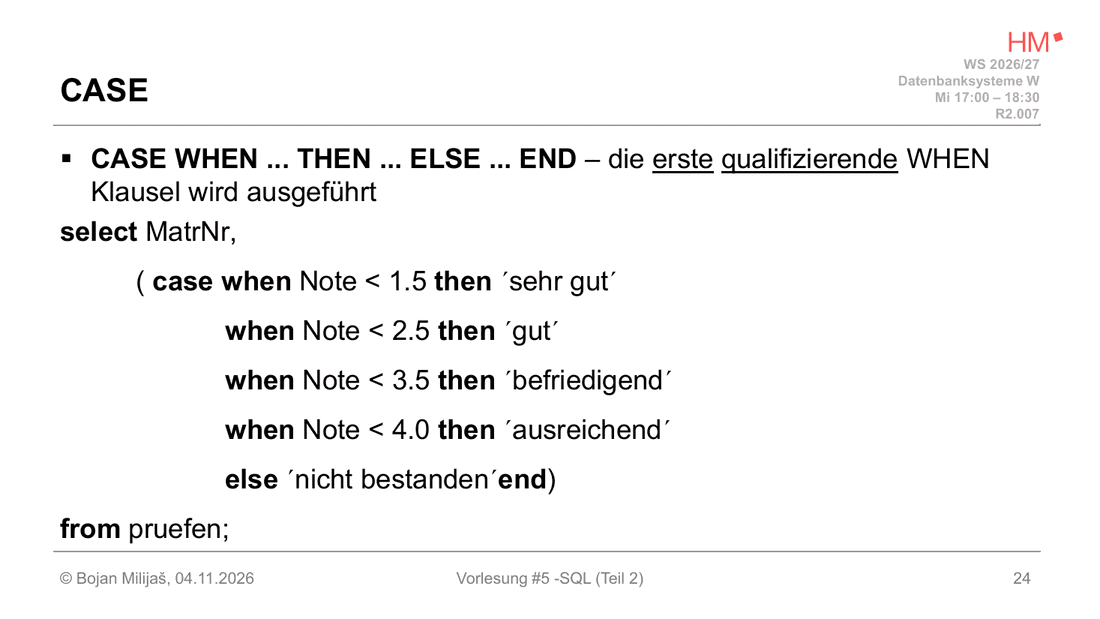 HM
WS 2026/27
Datenbanksysteme W
Mi 17:00 – 18:30
R2.007
CASE
▪ CASE WHEN ... THEN ... ELSE ... END – die erste qualifizierende WHEN
Klausel wird ausgeführt
select MatrNr,
( case when Note < 1.5 then ´sehr gut´
when Note < 2.5 then ´gut´
when Note < 3.5 then ´befriedigend´
when Note < 4.0 then ´ausreichend´
else ´nicht bestanden´end)
from pruefen;
© Bojan Milijaš, 04.11.2026
Vorlesung #5 -SQL (Teil 2)
24